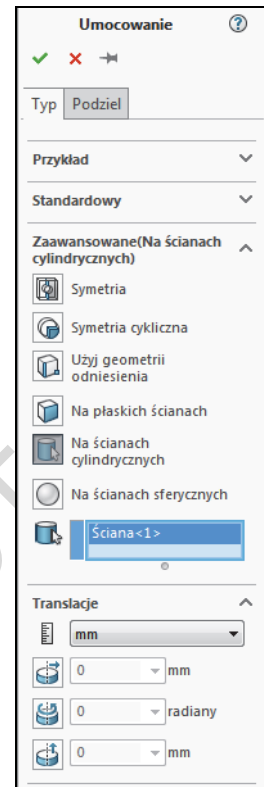 Umocowanie
Typ Podziel
Przykład
Standardowy
Zaawansowane(Na ścianach
cylindrycznych)
Symetria
Symetria cykliczna
Użyj geometrii
odniesienia
Na płaskich ścianach
Na ścianach
cylindrycznych
Na ścianach sferycznych
Ściana<1>
Translacje
mm
0 mm
0 radiany
0 mm